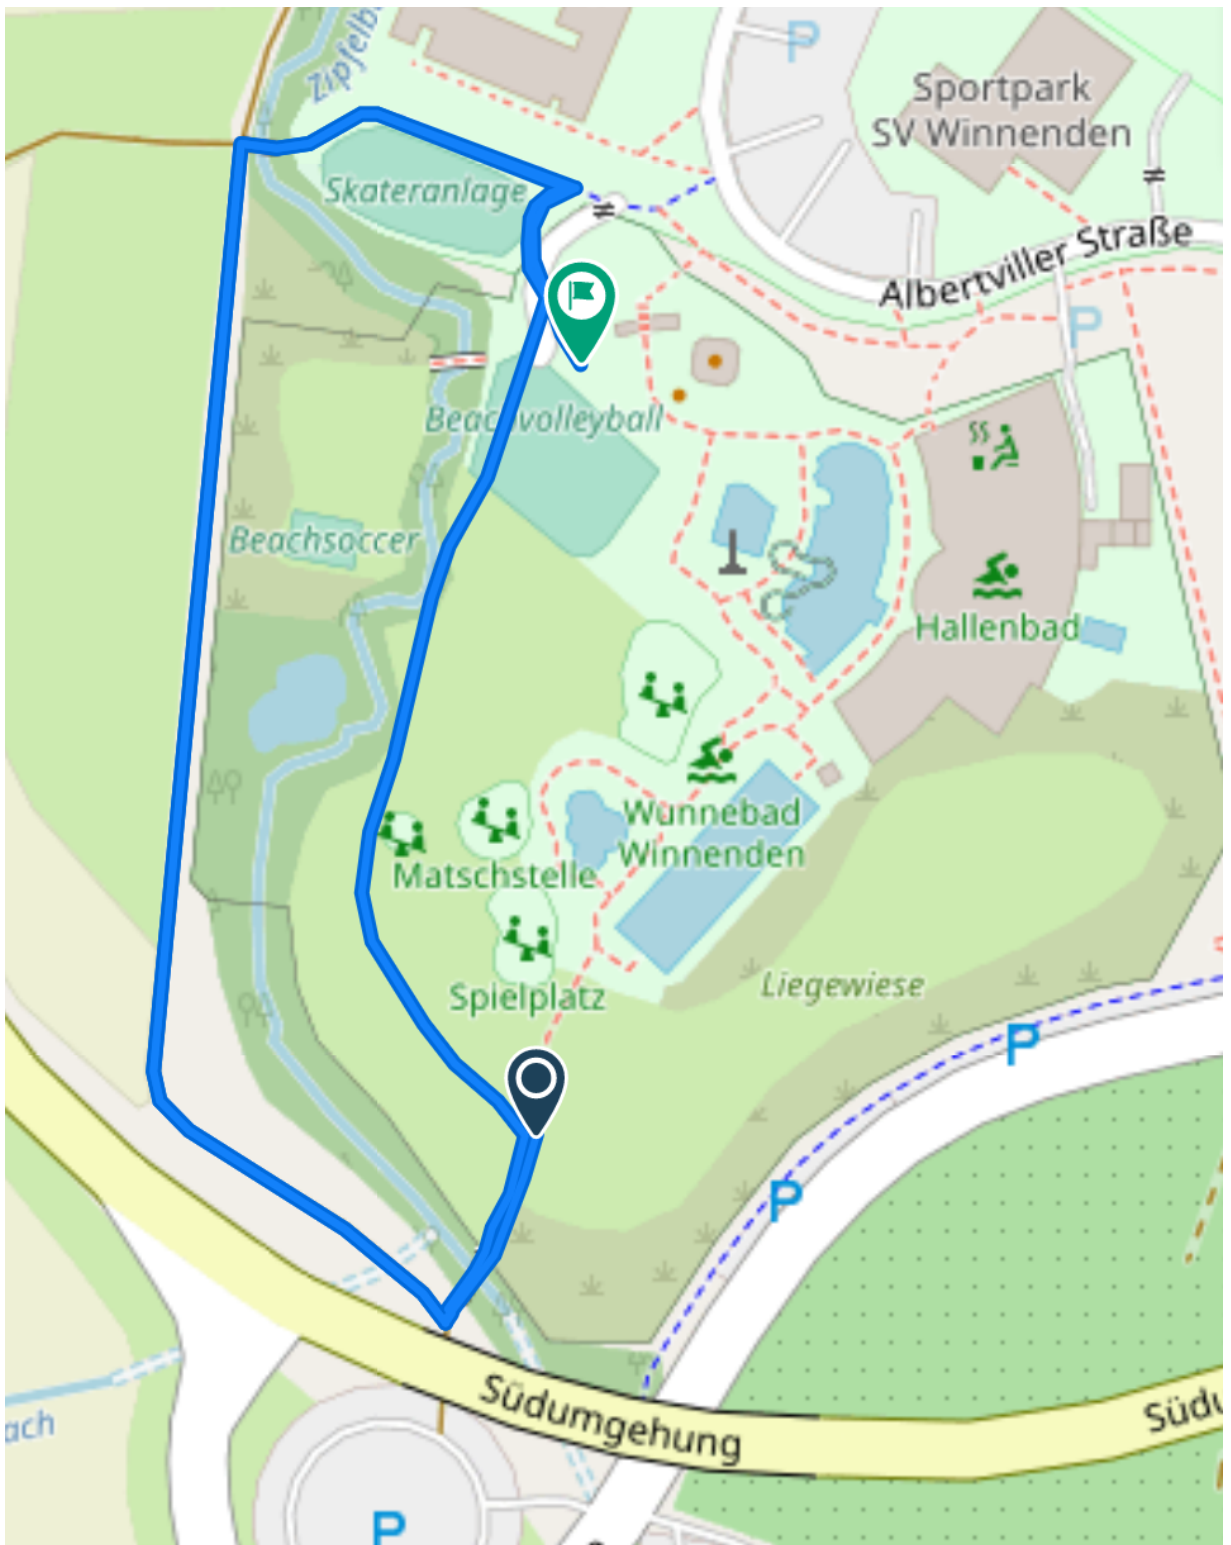 Zipfelb
P
Sportpark
SV Winnenden
Skateranlage
Albertviller Straße
P
Beachvolleyball
Beachsoccer
Hallenbad
Wunnebad
Winnenden
Matschstelle
Spielplatz
Liegewiese
P
P
Südumgehung
Südu
ach
P